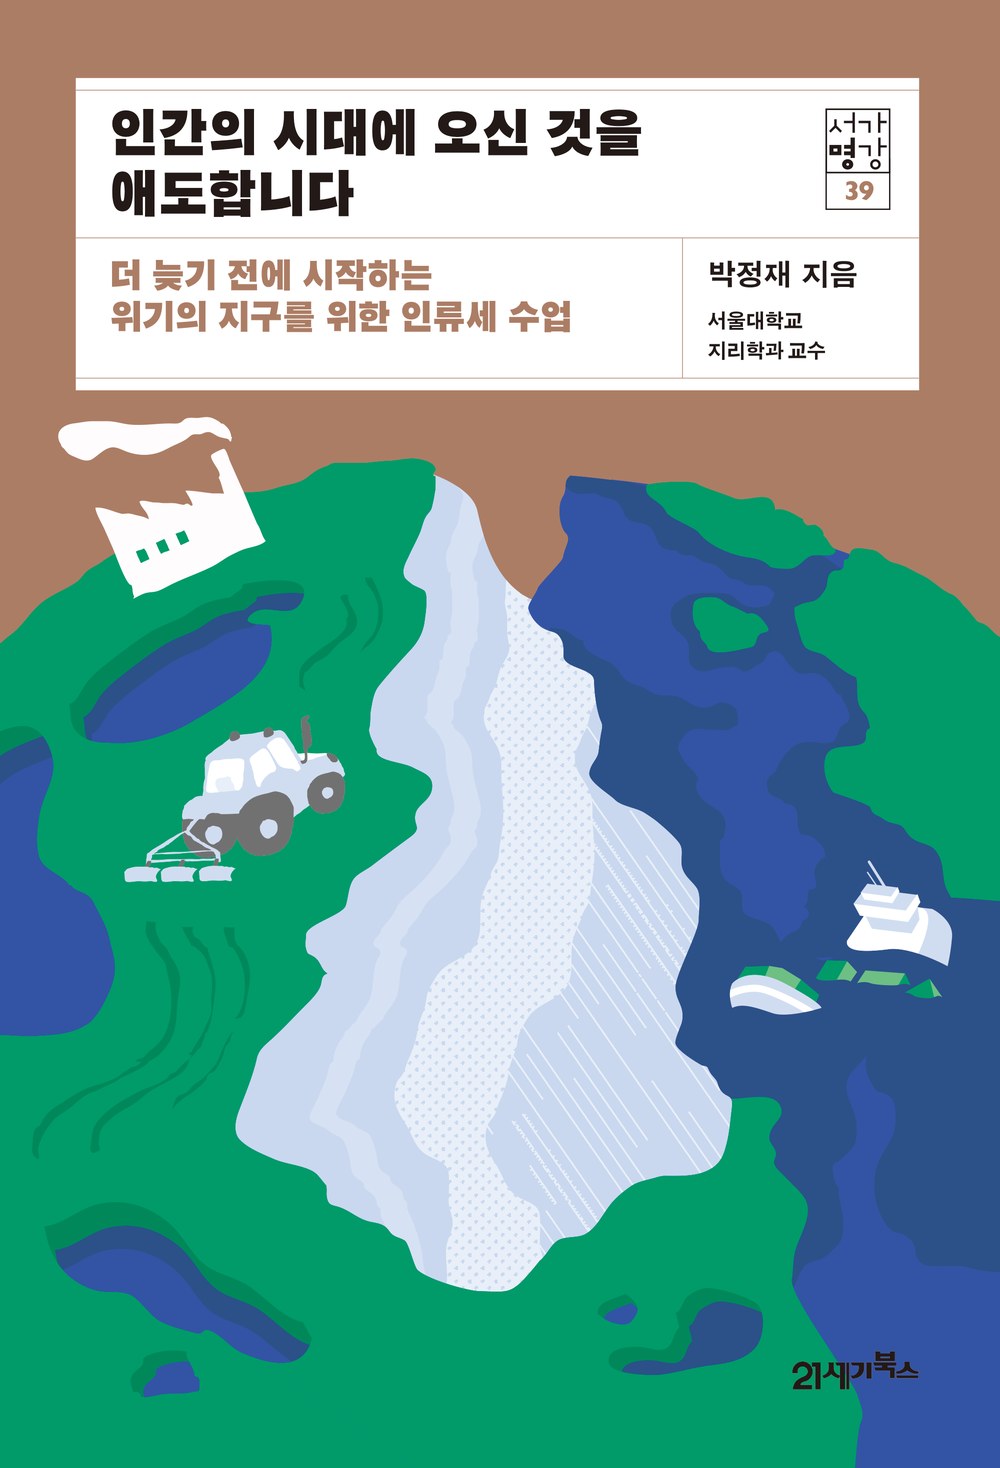 인간의 시대에 오신 것을
애도합니다
서가
명강
39
더 늦기 전에 시작하는
위기의 지구를 위한 인류세 수업
박정재 지음
서울대학교
지리학과 교수
21세기북스